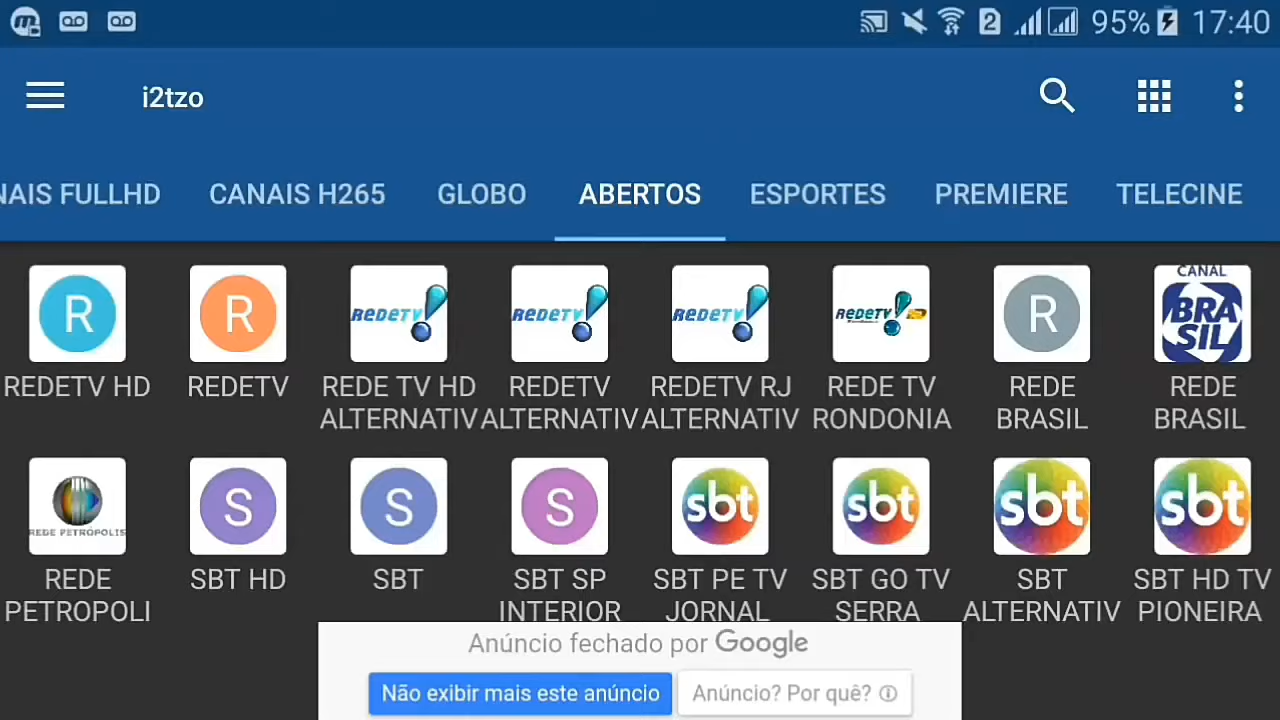 2 95% 17:40
i2tzo
NAIS FULLHD CANAIS H265 GLOBO ABERTOS ESPORTES PREMIERE TELECINE
R R REDETV! REDETV! REDETV! REDETV! R CANAL BRASIL
REDETV HD REDETV REDE TV HD ALTERNATIV REDETV ALTERNATIV REDETV RJ ALTERNATIV REDE TV RONDONIA REDE BRASIL REDE BRASIL
REDE PETRÓPOLIS S S S sbt sbt sbt sbt
REDE PETROPOLI SBT HD SBT SBT SP INTERIOR SBT PE TV JORNAL SBT GO TV SERRA SBT ALTERNATIV SBT HD TV PIONEIRA
Anúncio fechado por Google
Não exibir mais este anúncio Anúncio? Por quê?